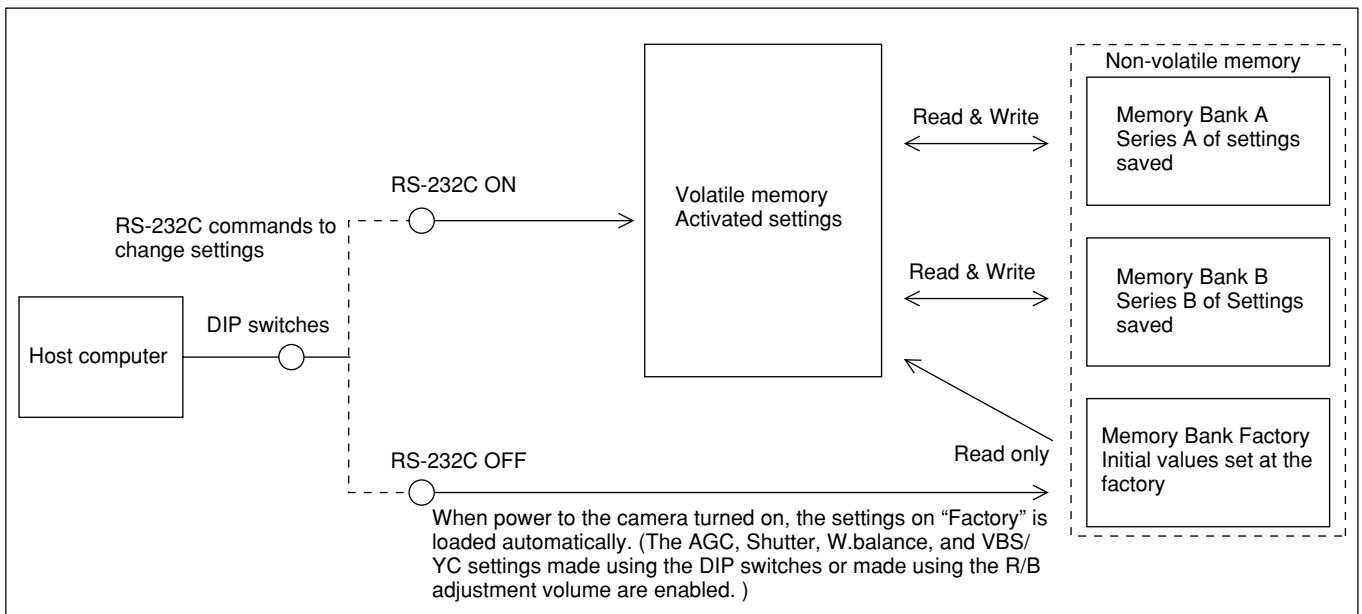 Non-volatile memory
Memory Bank A
Series A of settings
saved
Read & Write
RS-232C ON
Volatile memory
Activated settings
RS-232C commands to
change settings
Memory Bank B
Series B of Settings
saved
Read & Write
DIP switches
Host computer
Memory Bank Factory
Initial values set at the
factory
Read only
RS-232C OFF
When power to the camera turned on, the settings on “Factory” is
loaded automatically. (The AGC, Shutter, W.balance, and VBS/
YC settings made using the DIP switches or made using the R/B
adjustment volume are enabled. )